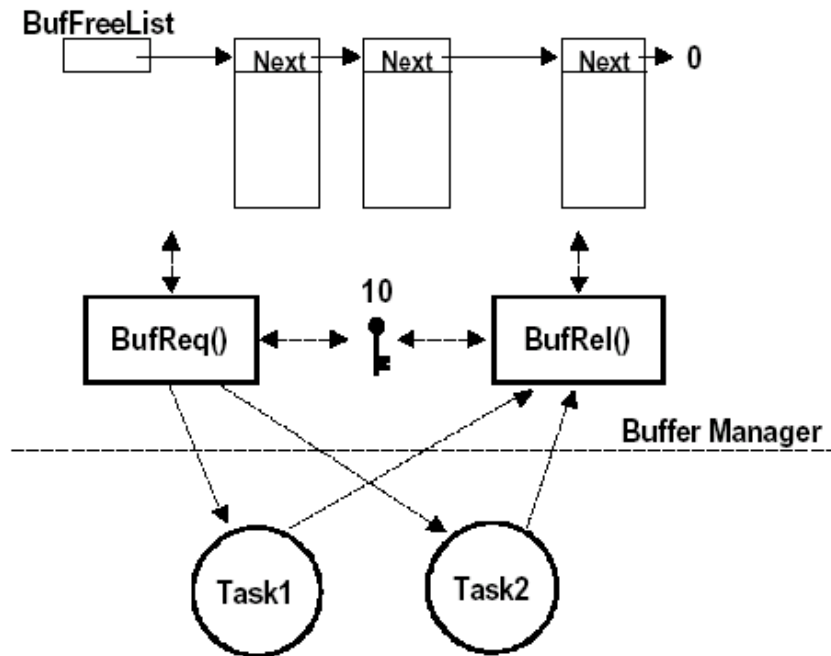 BufFreeList
Next Next Next 0
10
BufReq() BufRel()
Buffer Manager
Task1 Task2